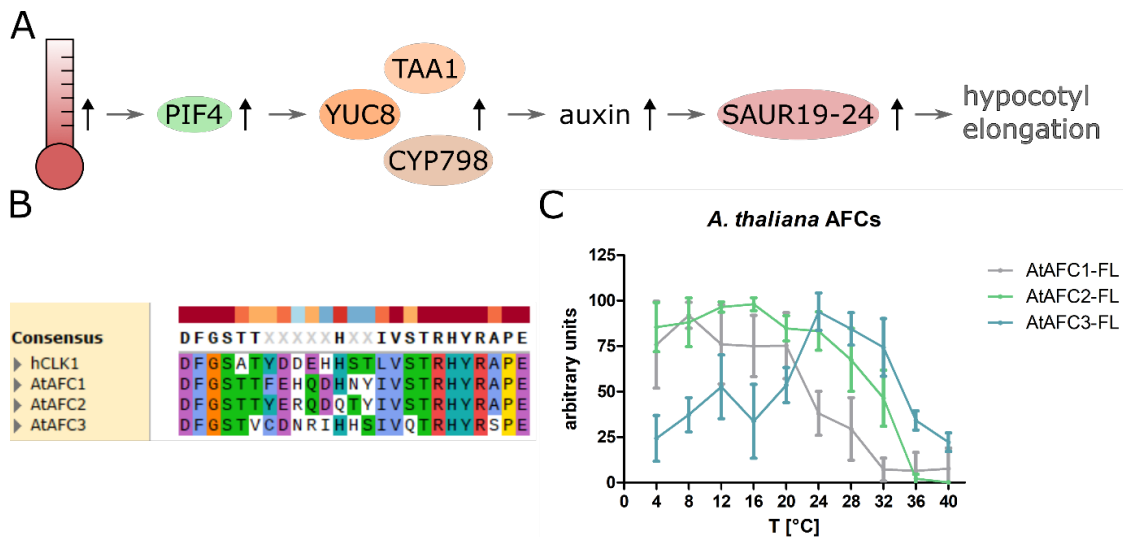 A
PIF4
YUC8
TAA1
CYP798
auxin
SAUR19-24
hypocotyl
elongation
B
Consensus
DFGSTTXXXXXHXXIVSTRHYRAPE
hCLK1
DFGSATYDDEHHSTLVSTRHYRAPE
AtAFC1
DFGSTTFEHQDHNYIVSTRHYRAPE
AtAFC2
DFGSTTYERQDQTYIVSTRHYRAPE
AtAFC3
DFGSTVCDNRIHHSIVQTRHYRSPE
C
A. thaliana AFCs
arbitrary units
125
100
75
50
25
0
0 4 8 12 16 20 24 28 32 36 40
T [°C]
AtAFC1-FL
AtAFC2-FL
AtAFC3-FL